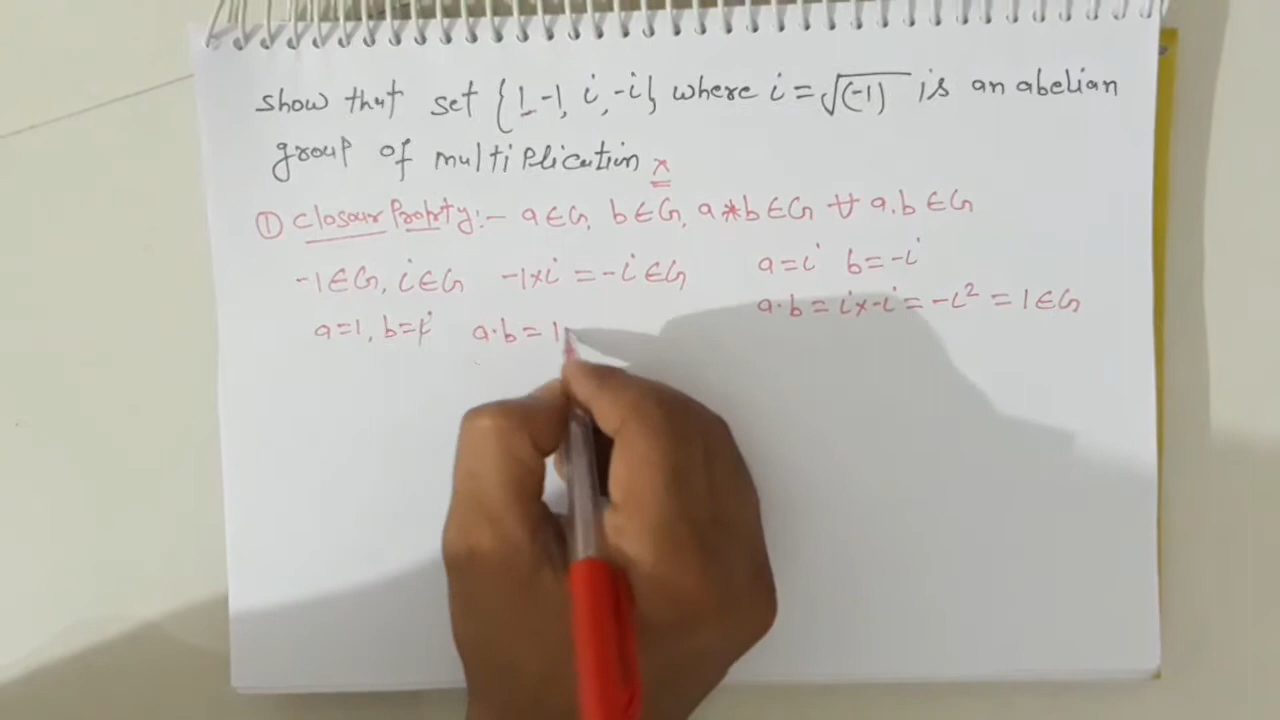 show that set {1, -1, i, -i} where i = √(-1) is an abelian
group of multiplication x
① closour Proprty:- a∈G, b∈G, a*b∈G ∀ a.b∈G
-1∈G, i∈G -1×i = -i∈G
a=1, b=i a·b = 1
a=i b=-i
a·b = i×-i = -i² = 1∈G